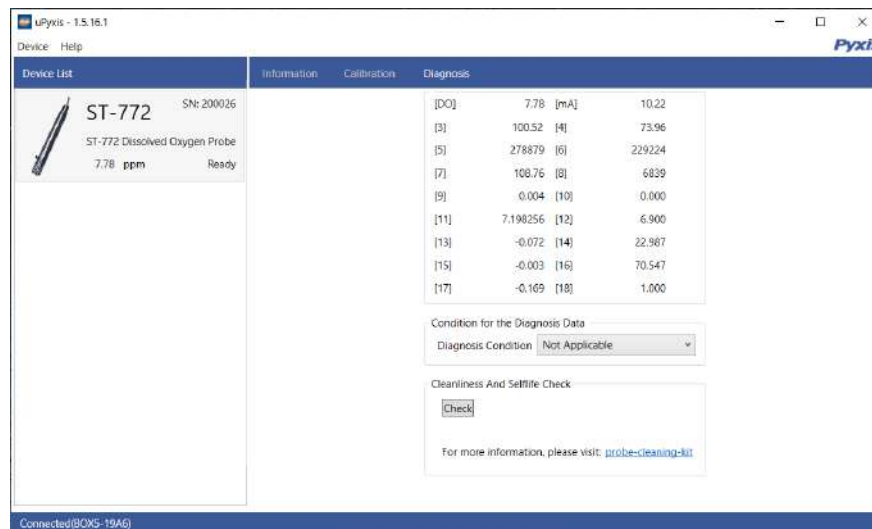 uPyxis - 1.5.16.1
Device Help
Pyxis
Device List
Information Calibration Diagnosis
ST-772 SN: 200026
ST-772 Dissolved Oxygen Probe
7.78 ppm Ready
[DO] 7.78 [mA] 10.22
[3] 100.52 [4] 73.96
[5] 278879 [6] 229224
[7] 108.76 [8] 6839
[9] 0.004 [10] 0.000
[11] 7.198256 [12] 6.900
[13] -0.072 [14] 22.987
[15] -0.003 [16] 70.547
[17] -0.169 [18] 1.000
Condition for the Diagnosis Data
Diagnosis Condition Not Applicable
Cleanliness And Selflife Check
Check
For more information, please visit: probe-cleaning-kit
Connected(BOX5-19A6)